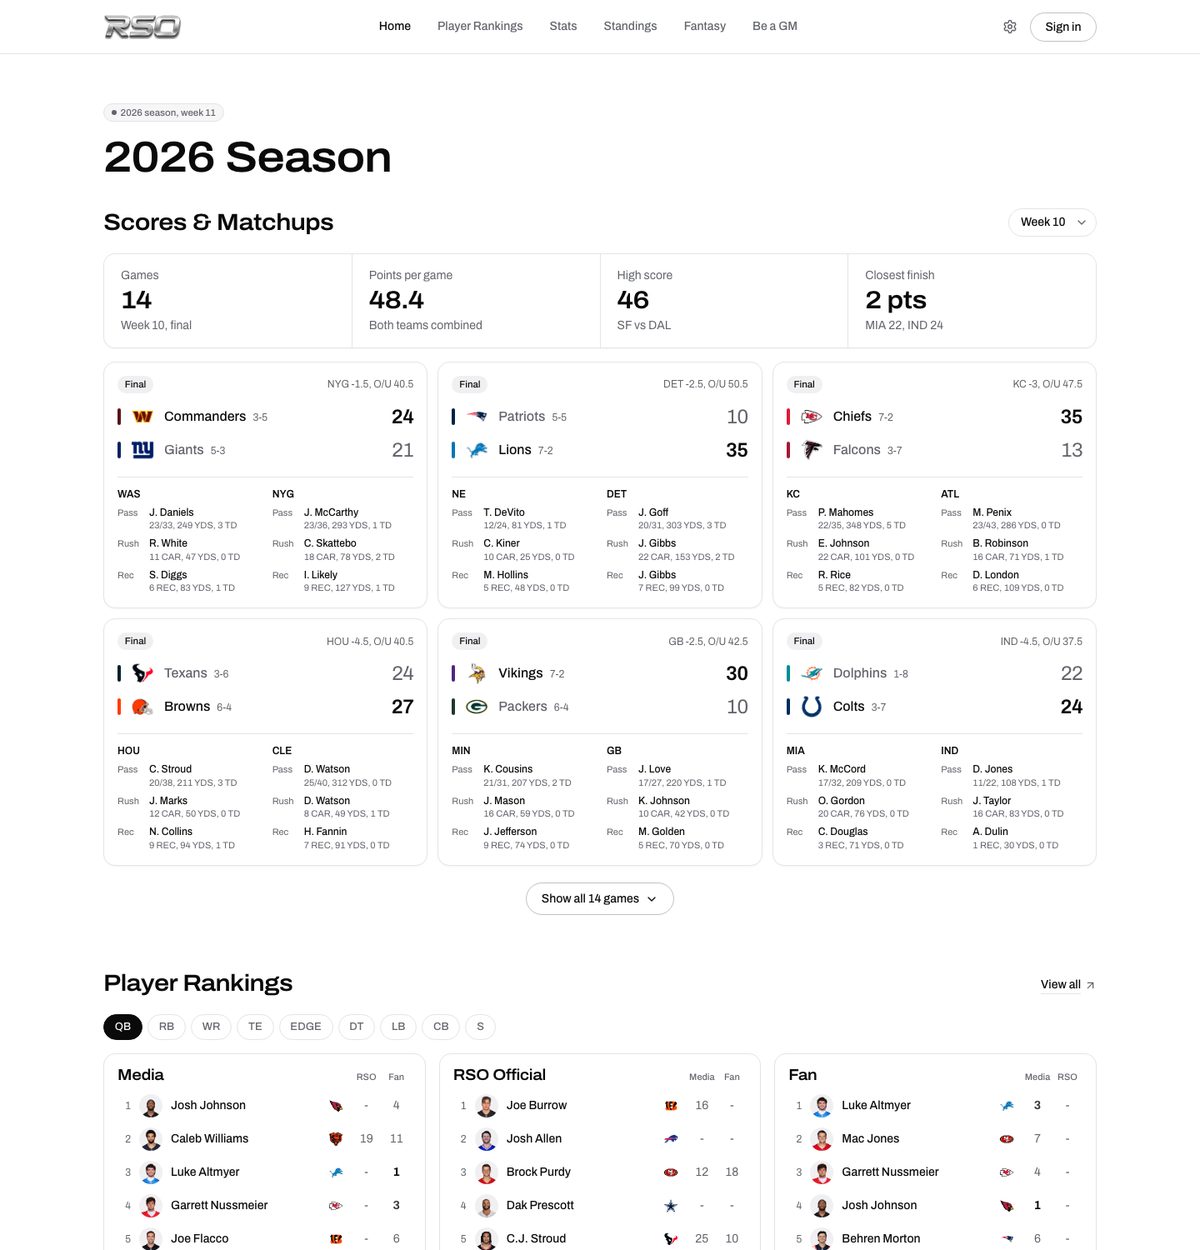 RSO
Home Player Rankings Stats Standings Fantasy Be a GM Sign in
2026 season, week 11
2026 Season
Scores & Matchups Week 10
Games Points per game High score Closest finish
14 48.4 46 2 pts
Week 10, final Both teams combined SF vs DAL MIA 22, IND 24
Final NYG -1.5, O/U 40.5
Commanders 3-5 24
Giants 5-3 21
WAS NYG
Pass J. Daniels Pass J. McCarthy
23/33, 249 YDS, 3 TD 23/36, 293 YDS, 1 TD
Rush R. White Rush C. Skattebo
11 CAR, 47 YDS, 0 TD 18 CAR, 78 YDS, 2 TD
Rec S. Diggs Rec I. Likely
6 REC, 83 YDS, 1 TD 9 REC, 127 YDS, 1 TD
Final DET -2.5, O/U 50.5
Patriots 5-5 10
Lions 7-2 35
NE DET
Pass T. DeVito Pass J. Goff
12/24, 81 YDS, 1 TD 20/31, 303 YDS, 3 TD
Rush C. Kiner Rush J. Gibbs
10 CAR, 25 YDS, 0 TD 22 CAR, 153 YDS, 2 TD
Rec M. Hollins Rec J. Gibbs
5 REC, 48 YDS, 0 TD 7 REC, 99 YDS, 0 TD
Final KC -3, O/U 47.5
Chiefs 7-2 35
Falcons 3-7 13
KC ATL
Pass P. Mahomes Pass M. Penix
22/35, 348 YDS, 5 TD 23/43, 286 YDS, 0 TD
Rush E. Johnson Rush B. Robinson
22 CAR, 101 YDS, 0 TD 16 CAR, 71 YDS, 1 TD
Rec R. Rice Rec D. London
5 REC, 82 YDS, 0 TD 6 REC, 109 YDS, 0 TD
Final HOU -4.5, O/U 40.5
Texans 3-6 24
Browns 6-4 27
HOU CLE
Pass C. Stroud Pass D. Watson
20/38, 211 YDS, 3 TD 25/40, 312 YDS, 0 TD
Rush J. Marks Rush D. Watson
12 CAR, 50 YDS, 0 TD 8 CAR, 49 YDS, 1 TD
Rec N. Collins Rec H. Fannin
9 REC, 94 YDS, 1 TD 7 REC, 91 YDS, 0 TD
Final GB -2.5, O/U 42.5
Vikings 7-2 30
Packers 6-4 10
MIN GB
Pass K. Cousins Pass J. Love
21/31, 207 YDS, 2 TD 17/27, 220 YDS, 1 TD
Rush J. Mason Rush K. Johnson
16 CAR, 59 YDS, 1 TD 10 CAR, 42 YDS, 0 TD
Rec J. Jefferson Rec M. Golden
9 REC, 74 YDS, 0 TD 5 REC, 70 YDS, 0 TD
Final IND -4.5, O/U 37.5
Dolphins 1-8 22
Colts 3-7 24
MIA IND
Pass K. McCord Pass D. Jones
17/32, 209 YDS, 0 TD 11/22, 108 YDS, 1 TD
Rush O. Gordon Rush J. Taylor
20 CAR, 76 YDS, 0 TD 16 CAR, 83 YDS, 0 TD
Rec C. Douglas Rec A. Dulin
3 REC, 71 YDS, 0 TD 1 REC, 30 YDS, 0 TD
Show all 14 games
Player Rankings View all
QB RB WR TE EDGE DT LB CB S
Media RSO Fan
1 Josh Johnson - 4
2 Caleb Williams 19 11
3 Luke Altmyer - 1
4 Garrett Nussmeier - 3
5 Joe Flacco - 6
RSO Official Media Fan
1 Joe Burrow 16 -
2 Josh Allen - -
3 Brock Purdy 12 18
4 Dak Prescott - -
5 C.J. Stroud 25 10
Fan Media RSO
1 Luke Altmyer 3 -
2 Mac Jones 7 -
3 Garrett Nussmeier 4 -
4 Josh Johnson 1 -
5 Behren Morton 6 -